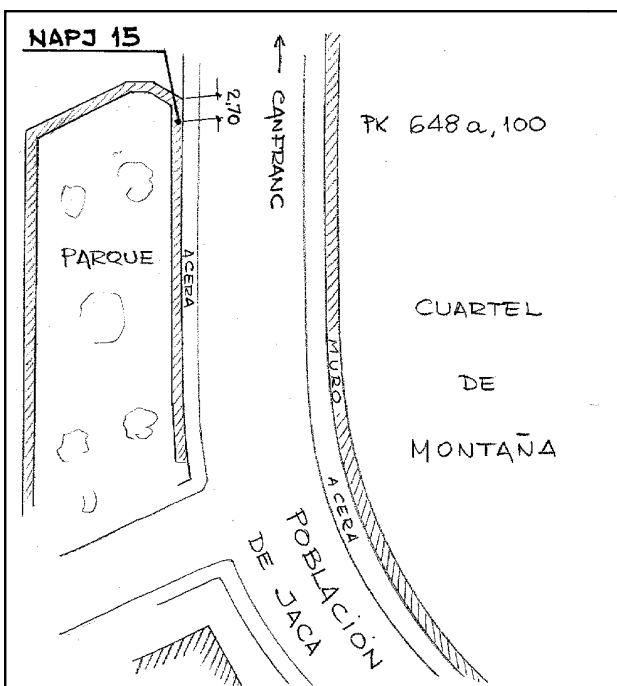 NAPJ 15
2,70
CANFRANC
PK 648 a,100
PARQUE
ACERA
CUARTEL
DE
MONTAÑA
MURO
ACERA
POBLACIÓN
DE JACA